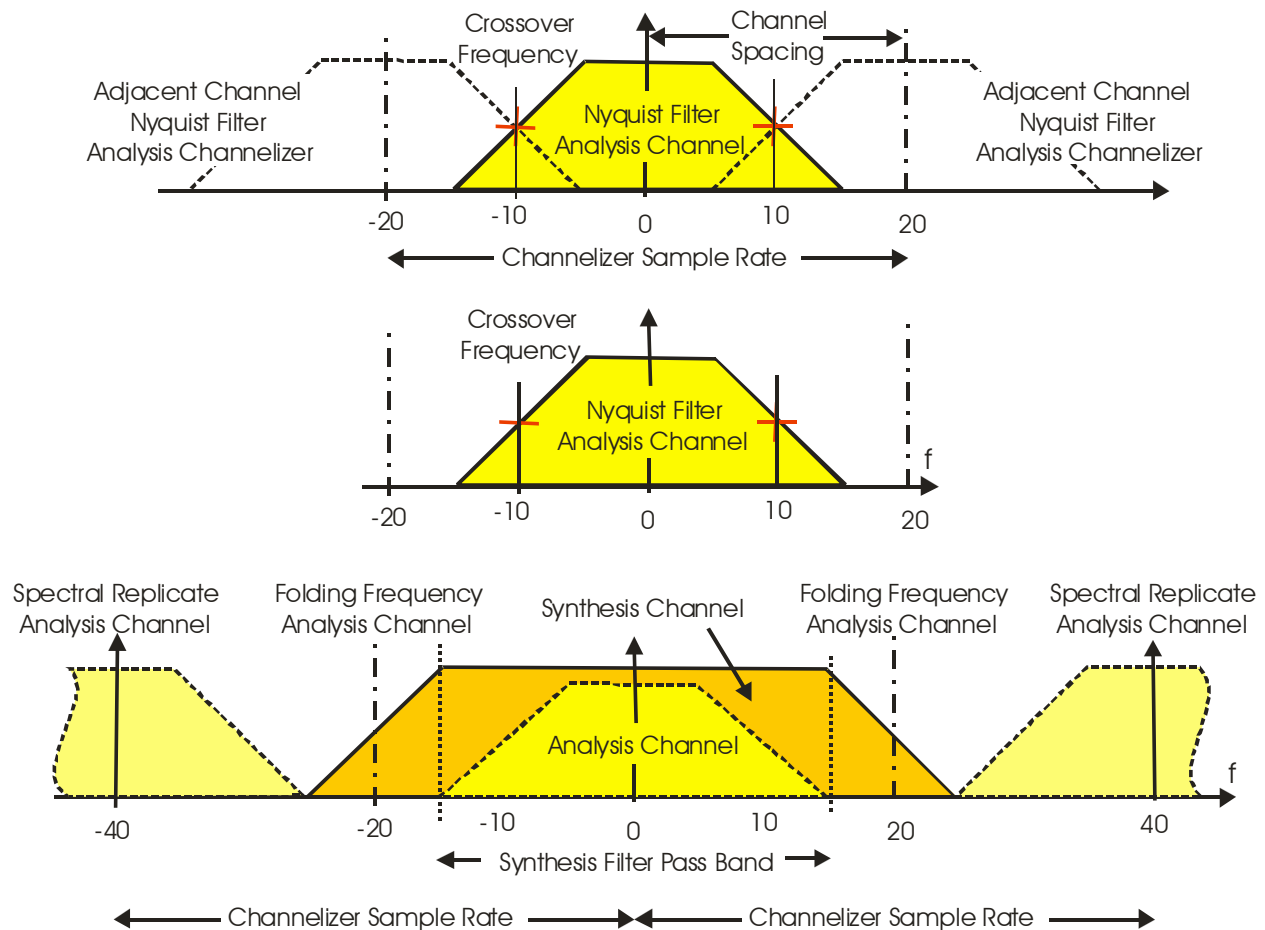 Crossover
Frequency
Channel
Spacing
Adjacent Channel
Nyquist Filter
Analysis Channelizer
Nyquist Filter
Analysis Channel
Adjacent Channel
Nyquist Filter
Analysis Channelizer
-20
-10
0
10
20
Channelizer Sample Rate
Crossover
Frequency
Nyquist Filter
Analysis Channel
f
-20
-10
0
10
20
Spectral Replicate
Analysis Channel
Folding Frequency
Analysis Channel
Synthesis Channel
Folding Frequency
Analysis Channel
Spectral Replicate
Analysis Channel
Analysis Channel
f
-40
-20
-10
0
10
20
40
Synthesis Filter Pass Band
Channelizer Sample Rate
Channelizer Sample Rate